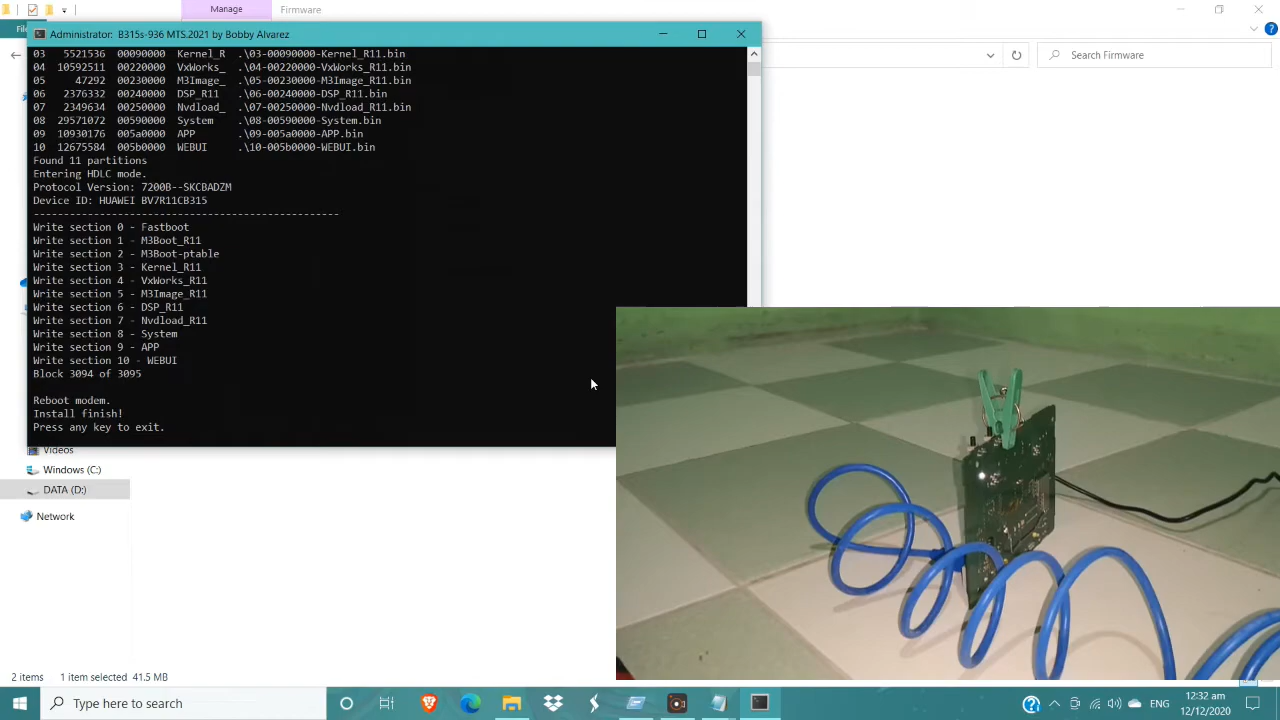 Manage
Firmware
Administrator: B315s-936 MTS.2021 by Bobby Alvarez
Search Firmware
03 5521536 00090000 Kernel_R .\03-00090000-Kernel_R11.bin
04 10592511 00220000 VxWorks_ .\04-00220000-VxWorks_R11.bin
05 47292 00230000 M3Image_ .\05-00230000-M3Image_R11.bin
06 2376332 00240000 DSP_R11 .\06-00240000-DSP_R11.bin
07 2349634 00250000 Nvdload_ .\07-00250000-Nvdload_R11.bin
08 29571072 00590000 System .\08-00590000-System.bin
09 10930176 005a0000 APP .\09-005a0000-APP.bin
10 12675584 005b0000 WEBUI .\10-005b0000-WEBUI.bin
Found 11 partitions
Entering HDLC mode.
Protocol Version: 7200B--SKCBADZM
Device ID: HUAWEI BV7R11CB315
---------------------------------------------------
Write section 0 - Fastboot
Write section 1 - M3Boot_R11
Write section 2 - M3Boot-ptable
Write section 3 - Kernel_R11
Write section 4 - VxWorks_R11
Write section 5 - M3Image_R11
Write section 6 - DSP_R11
Write section 7 - Nvdload_R11
Write section 8 - System
Write section 9 - APP
Write section 10 - WEBUI
Block 3094 of 3095
Reboot modem.
Install finish!
Press any key to exit.
Videos
Windows (C:)
DATA (D:)
Network
2 items 1 item selected 41.5 MB
Type here to search
ENG
12:32 am
12/12/2020